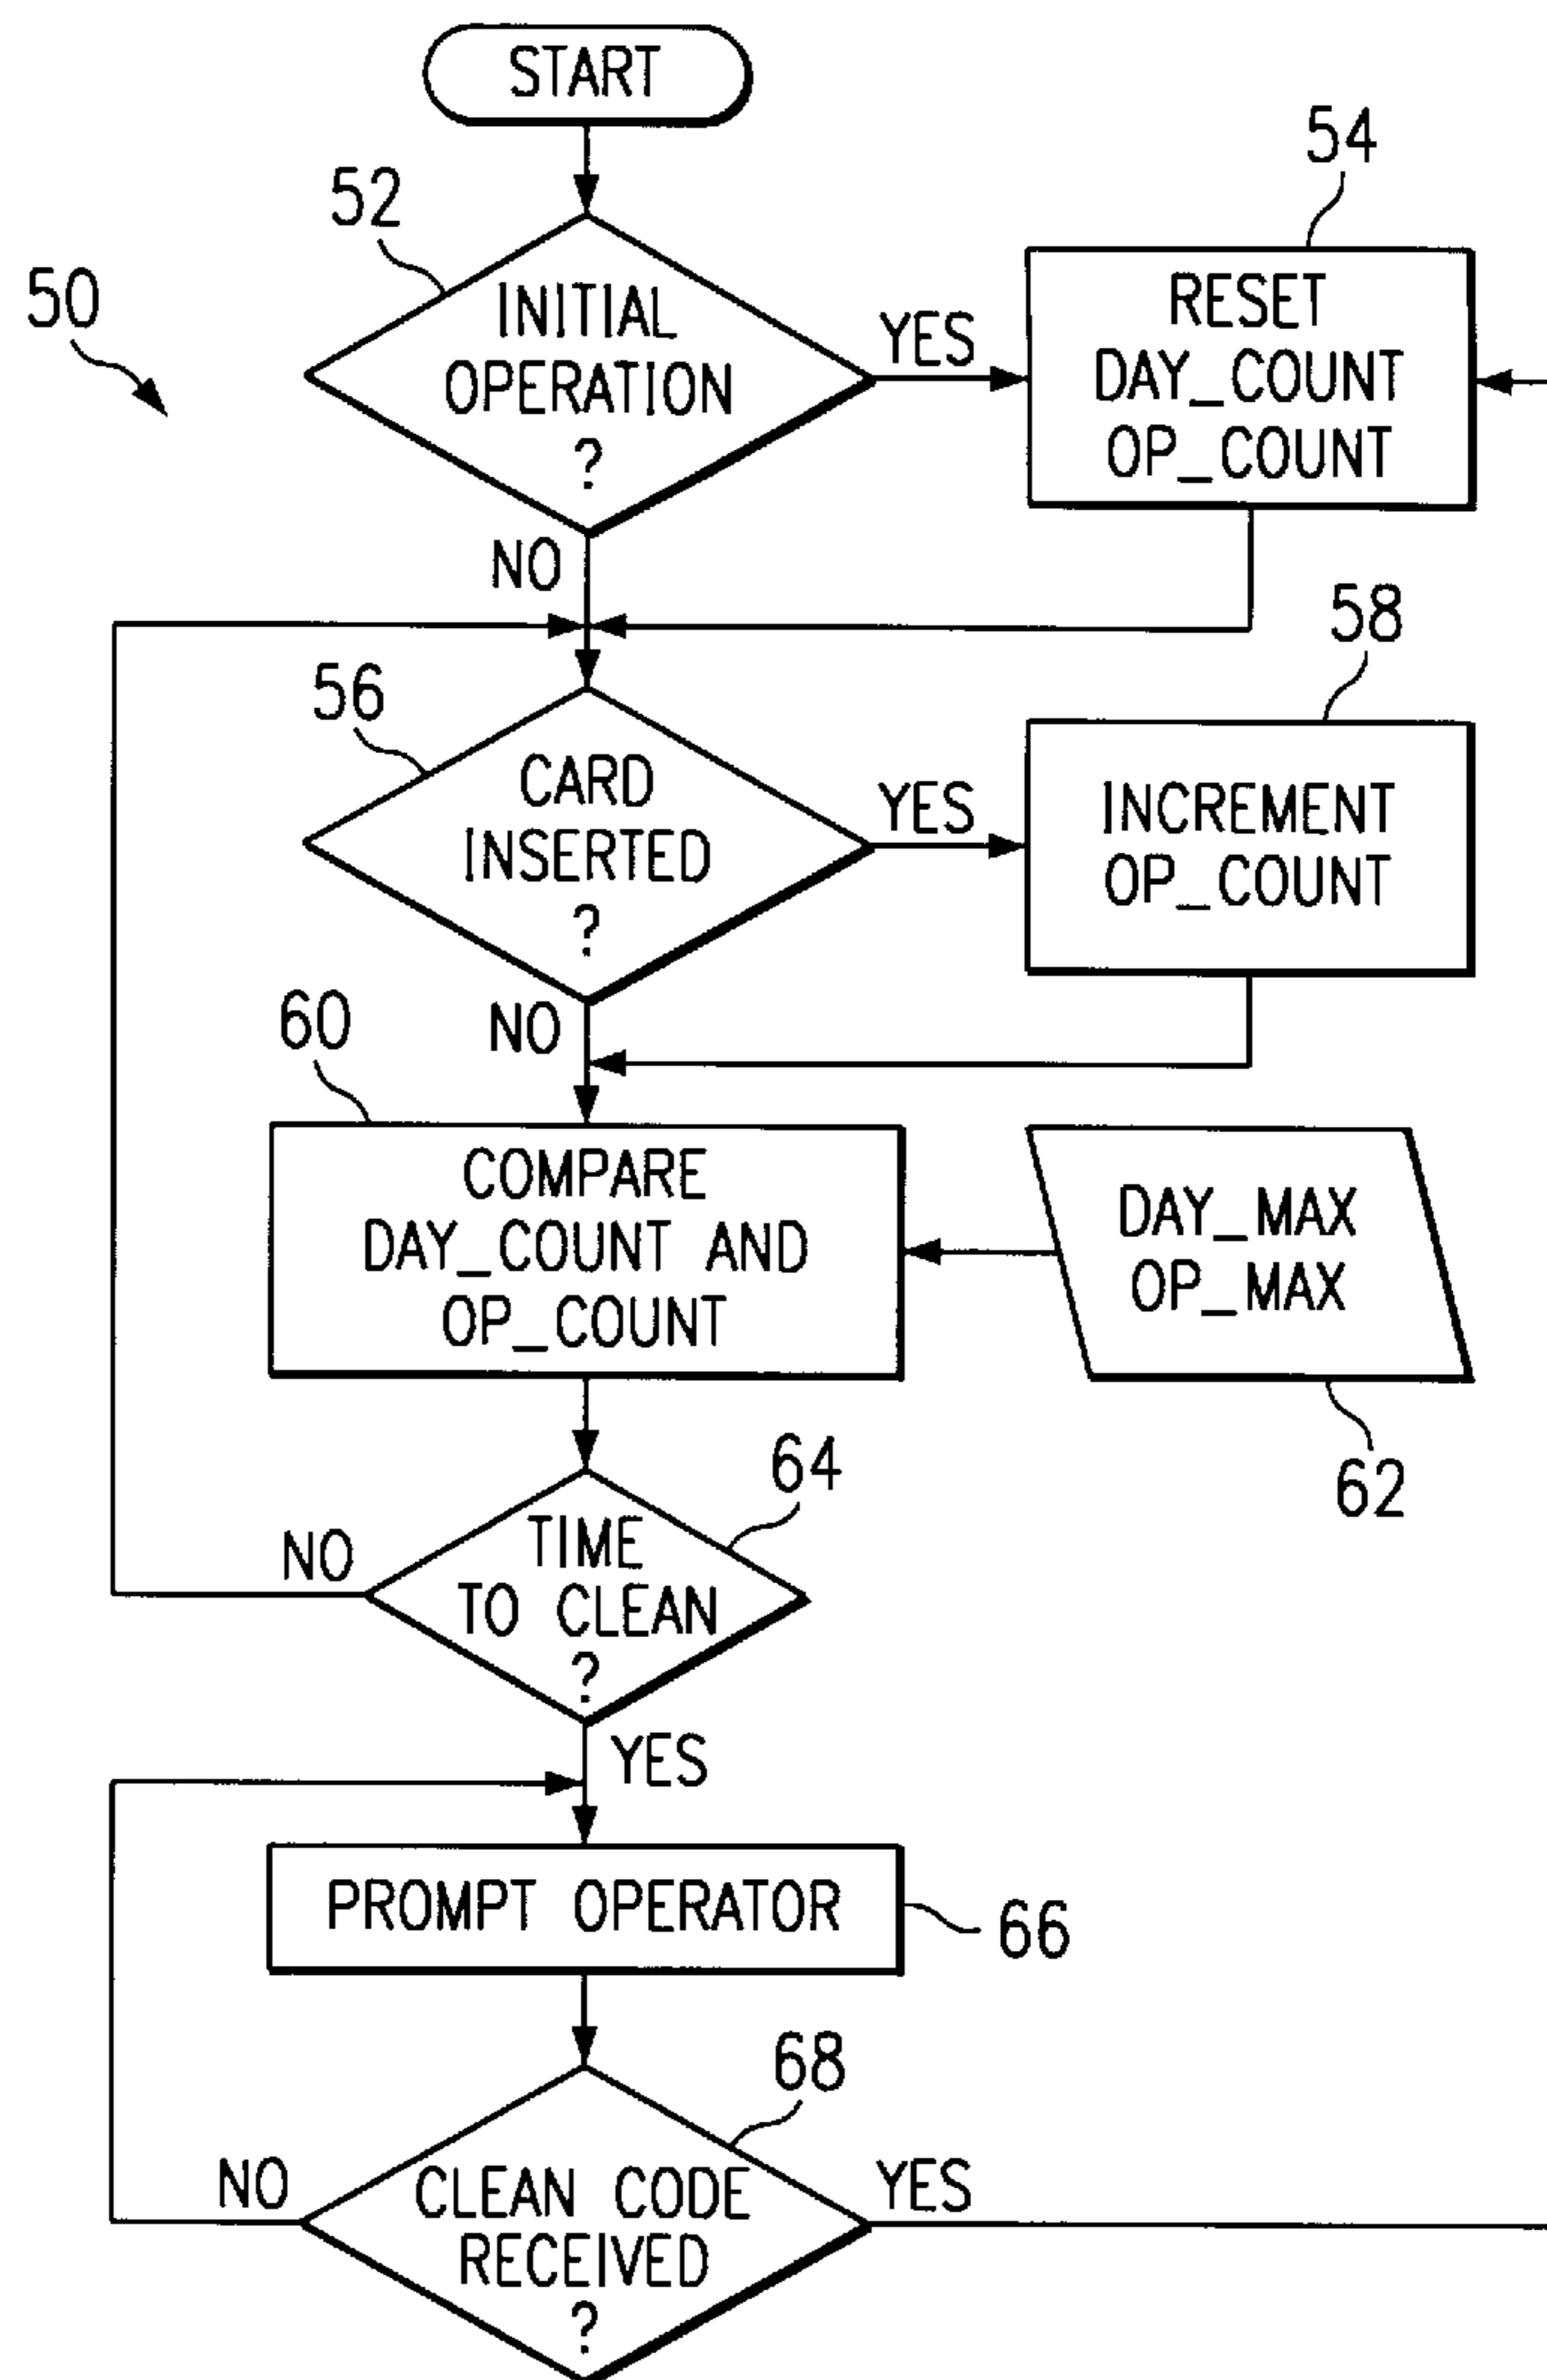 START
52
50
INITIAL
OPERATION
?
YES
NO
54
RESET
DAY_COUNT
OP_COUNT
56
CARD
INSERTED
?
YES
NO
58
INCREMENT
OP_COUNT
60
COMPARE
DAY_COUNT AND
OP_COUNT
DAY_MAX
OP_MAX
62
64
TIME
TO CLEAN
?
NO
YES
PROMPT OPERATOR
66
68
CLEAN CODE
RECEIVED
?
NO
YES